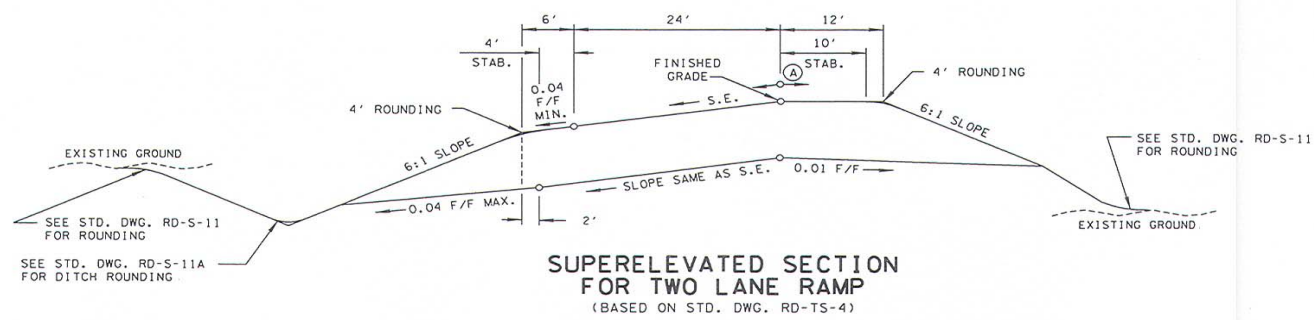 6'
24'
12'
4'
STAB.
10'
STAB.
FINISHED
GRADE
A
0.04
F/F
MIN.
S.E.
4' ROUNDING
4' ROUNDING
6:1 SLOPE
6:1 SLOPE
EXISTING GROUND
SEE STD. DWG. RD-S-11
FOR ROUNDING
SLOPE SAME AS S.E.
0.01 F/F
0.04 F/F MAX.
2'
SEE STD. DWG. RD-S-11
FOR ROUNDING
EXISTING GROUND
SEE STD. DWG. RD-S-11A
FOR DITCH ROUNDING
SUPERELEVATED SECTION
FOR TWO LANE RAMP
(BASED ON STD. DWG. RD-TS-4)